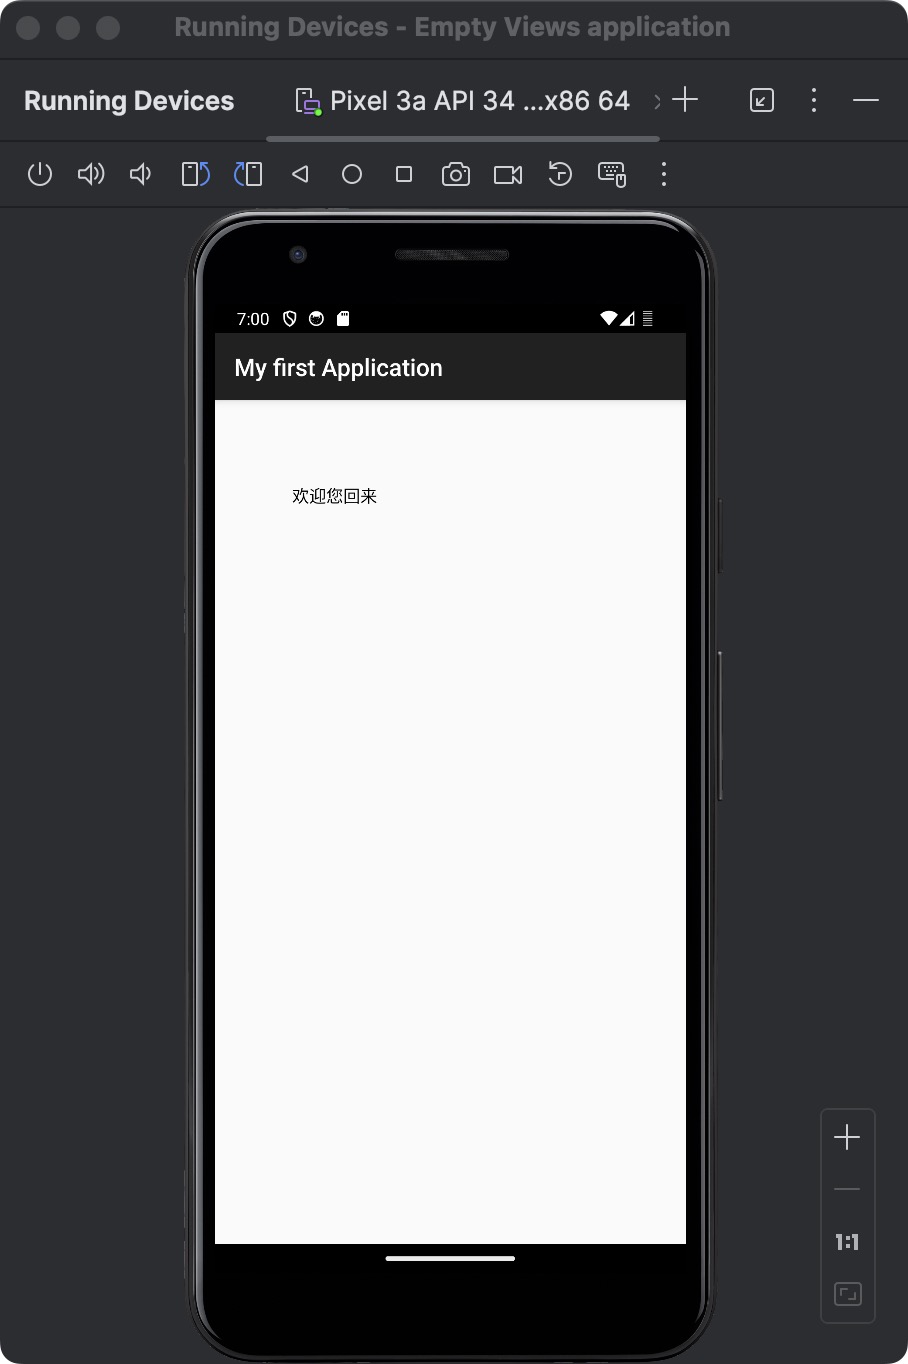 Running Devices - Empty Views application
Running Devices
Pixel 3a API 34 ...x86 64
7:00
My first Application
欢迎您回来
1:1